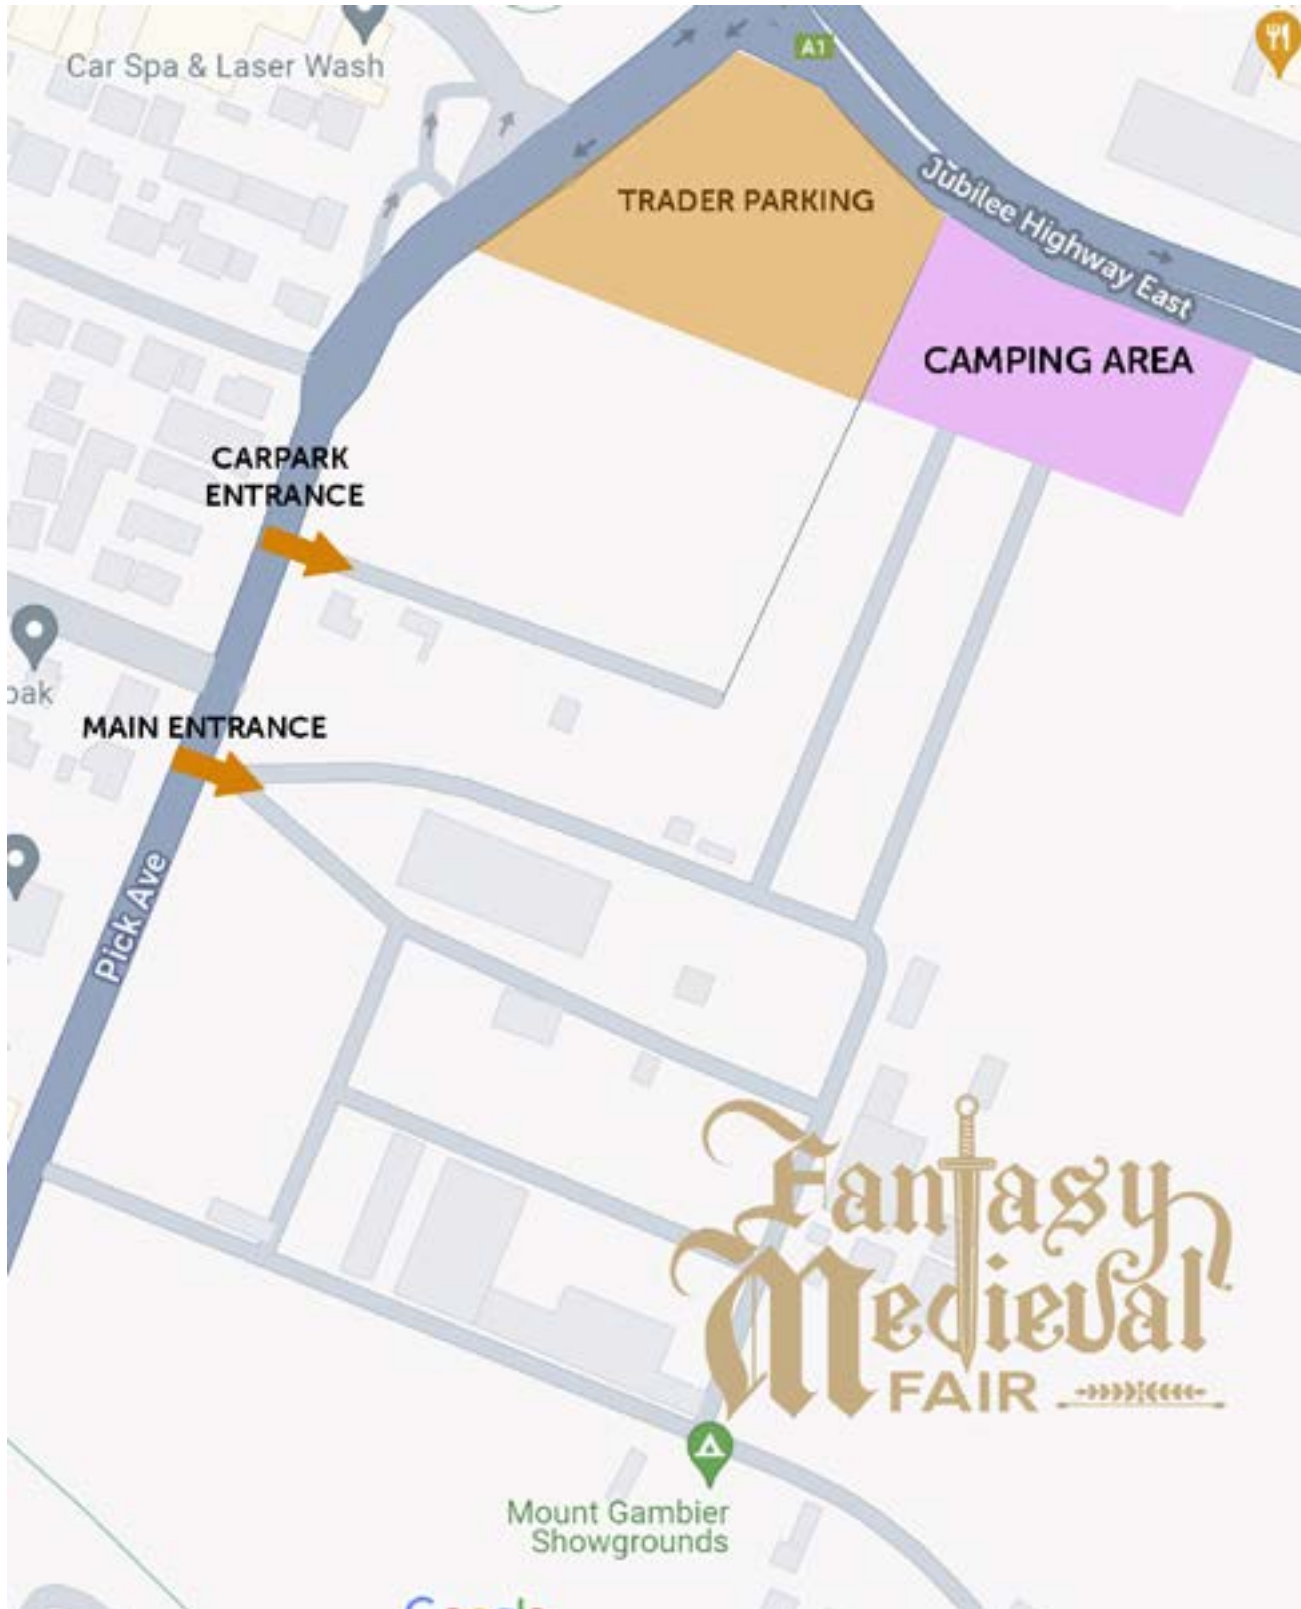 Car Spa & Laser Wash
A1
TRADER PARKING
Jubilee Highway East
CAMPING AREA
CARPARK
ENTRANCE
MAIN ENTRANCE
Pick Ave
Fantasy
Medieval
FAIR
Mount Gambier
Showgrounds